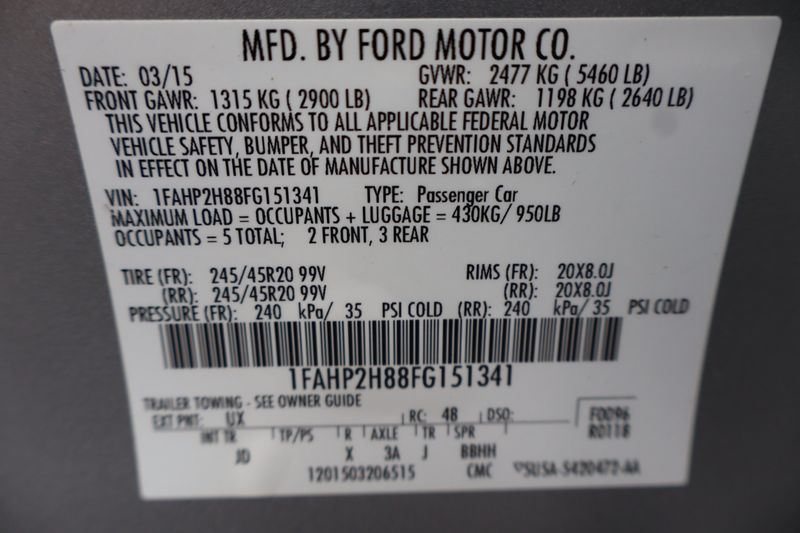 MFD. BY FORD MOTOR CO.
DATE: 03/15 GVWR: 2477 KG ( 5460 LB)
FRONT GAWR: 1315 KG ( 2900 LB) REAR GAWR: 1198 KG ( 2640 LB)
THIS VEHICLE CONFORMS TO ALL APPLICABLE FEDERAL MOTOR
VEHICLE SAFETY, BUMPER, AND THEFT PREVENTION STANDARDS
IN EFFECT ON THE DATE OF MANUFACTURE SHOWN ABOVE.
VIN: 1FAHP2H88FG151341 TYPE: Passenger Car
MAXIMUM LOAD = OCCUPANTS + LUGGAGE = 430KG/ 950LB
OCCUPANTS = 5 TOTAL; 2 FRONT, 3 REAR
TIRE (FR): 245/45R20 99V RIMS (FR): 20X8.0J
(RR): 245/45R20 99V (RR): 20X8.0J
PRESSURE (FR): 240 kPa/ 35 PSI COLD (RR): 240 kPa/ 35 PSI COLD
1FAHP2H88FG151341
TRAILER TOWING - SEE OWNER GUIDE
EXT PNT: UX RC: 48 DSO: F0096
R0118
INT TR TP/PS R AXLE TR SPR
JD X 3A J BBHH
1201503206515 CMC 5U5A-5420472-AA